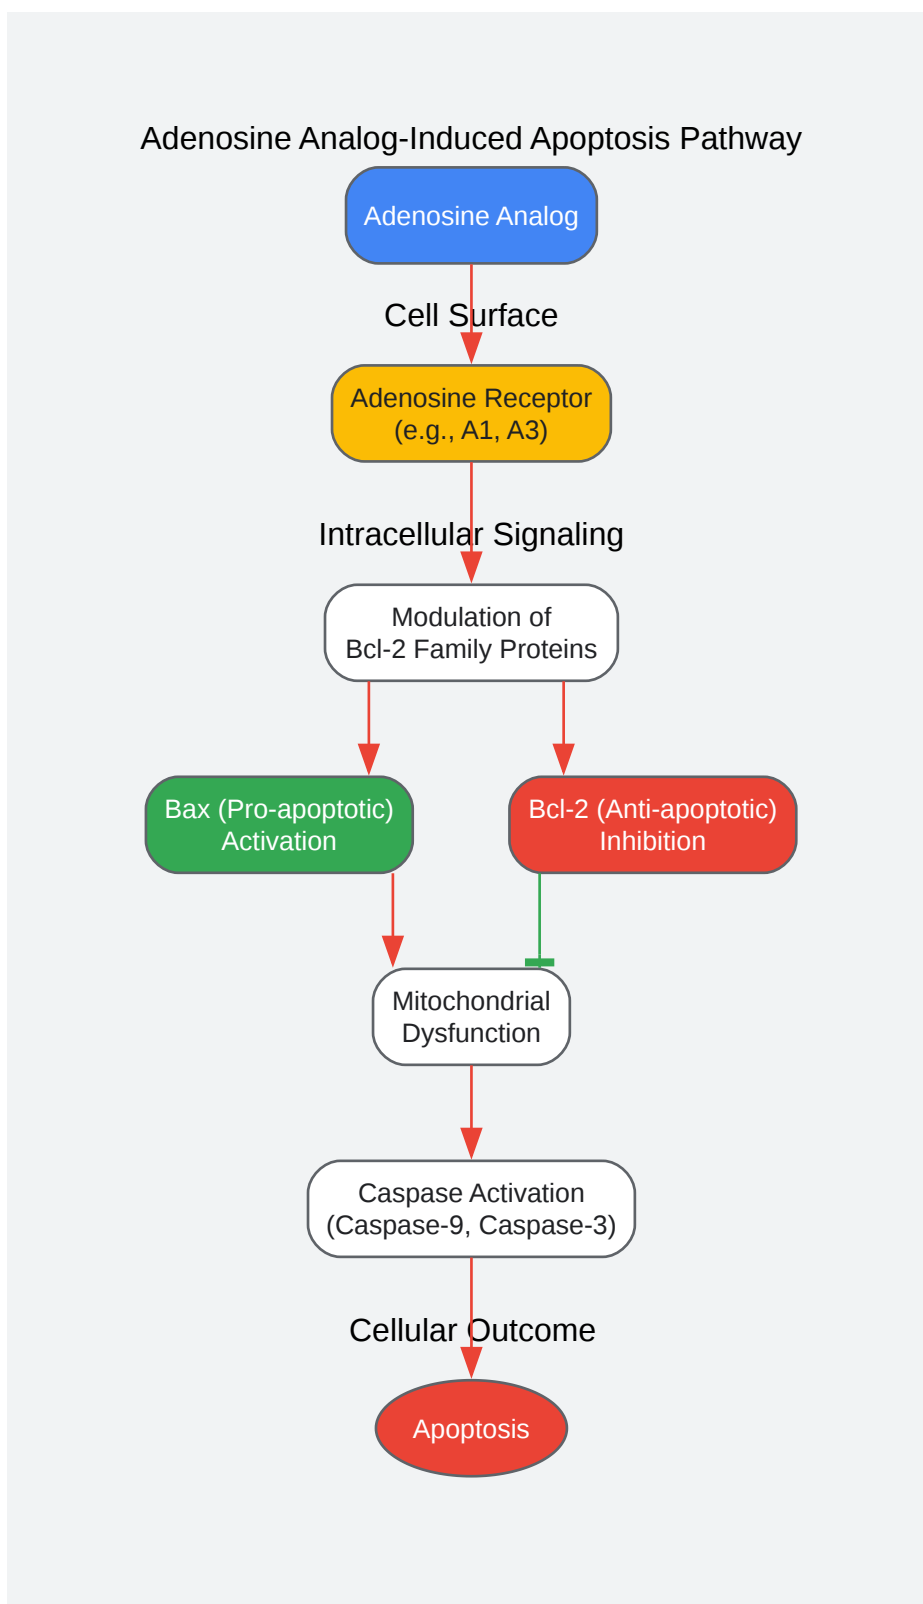 Adenosine Analog-Induced Apoptosis Pathway
Adenosine Analog
Cell Surface
Adenosine Receptor
(e.g., A1, A3)
Intracellular Signaling
Modulation of
Bcl-2 Family Proteins
Bax (Pro-apoptotic)
Activation
Bcl-2 (Anti-apoptotic)
Inhibition
Mitochondrial
Dysfunction
Caspase Activation
(Caspase-9, Caspase-3)
Cellular Outcome
Apoptosis